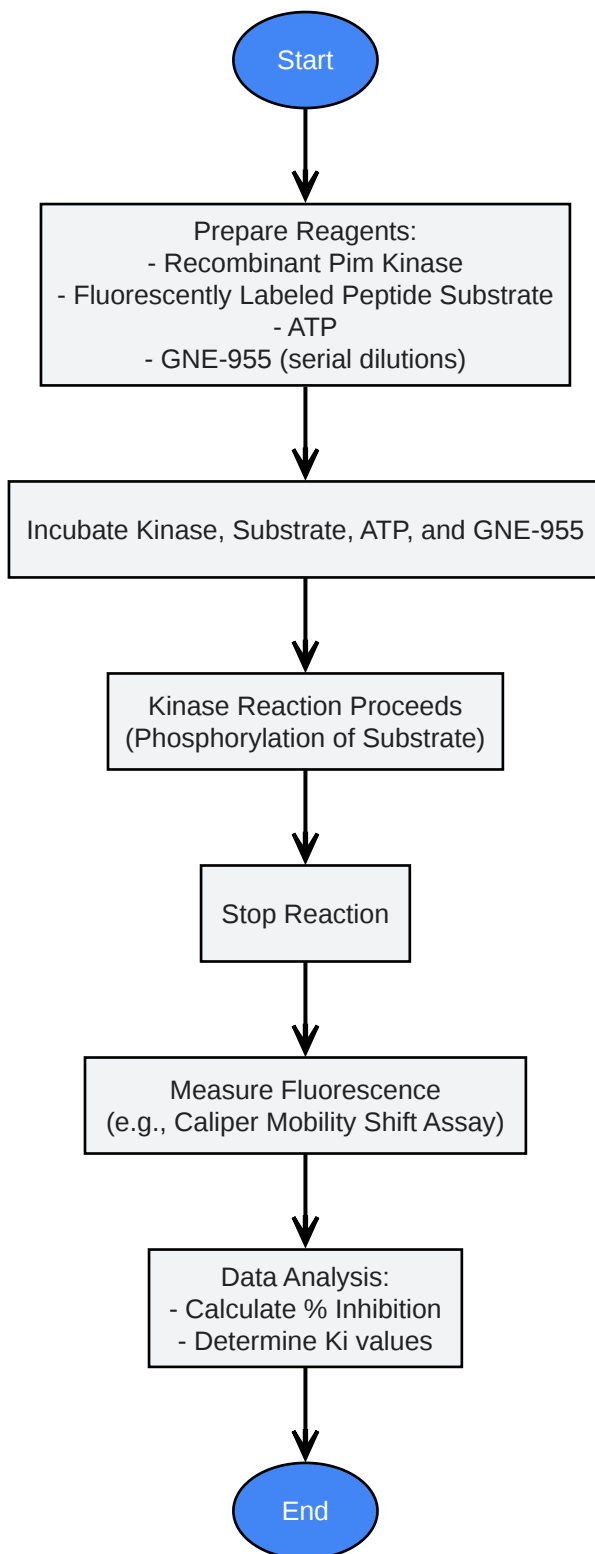 Start
Prepare Reagents:
- Recombinant Pim Kinase
- Fluorescently Labeled Peptide Substrate
- ATP
- GNE-955 (serial dilutions)
Incubate Kinase, Substrate, ATP, and GNE-955
Kinase Reaction Proceeds
(Phosphorylation of Substrate)
Stop Reaction
Measure Fluorescence
(e.g., Caliper Mobility Shift Assay)
Data Analysis:
- Calculate % Inhibition
- Determine Ki values
End